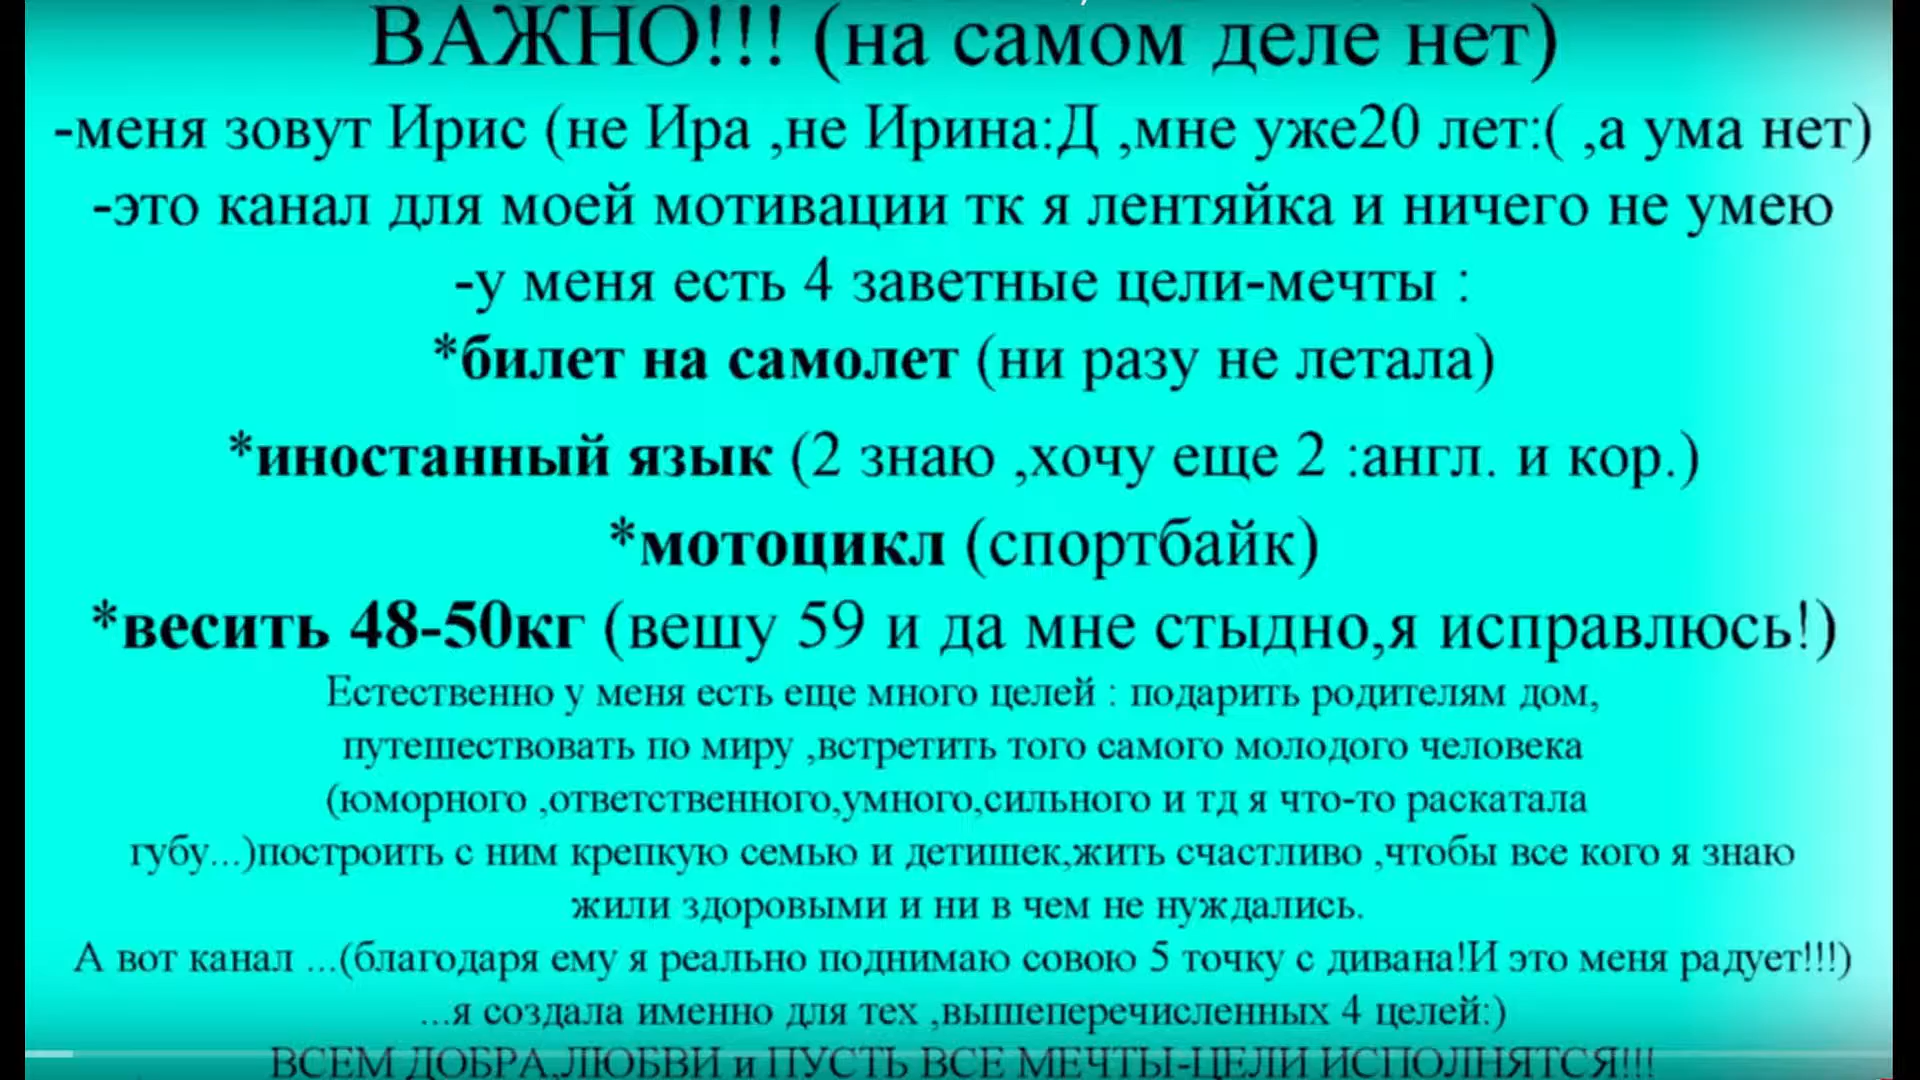 ВАЖНО!!! (на самом деле нет)
-меня зовут Ирис (не Ира ,не Ирина:Д ,мне уже20 лет:( ,а ума нет)
-это канал для моей мотивации тк я лентяйка и ничего не умею
-у меня есть 4 заветные цели-мечты :
*билет на самолет (ни разу не летала)
*иностанный язык (2 знаю ,хочу еще 2 :англ. и кор.)
*мотоцикл (спортбайк)
*весить 48-50кг (вешу 59 и да мне стыдно,я исправлюсь!)
Естественно у меня есть еще много целей : подарить родителям дом,
путешествовать по миру ,встретить того самого молодого человека
(юморного ,ответственного,умного,сильного и тд я что-то раскатала
губу...)построить с ним крепкую семью и детишек,жить счастливо ,чтобы все кого я знаю
жили здоровыми и ни в чем не нуждались.
А вот канал ...(благодаря ему я реально поднимаю совою 5 точку с дивана!И это меня радует!!!)
...я создала именно для тех ,вышеперечисленных 4 целей:)
ВСЕМ ДОБРА,ЛЮБВИ и ПУСТЬ ВСЕ МЕЧТЫ-ЦЕЛИ ИСПОЛНЯТСЯ!!!